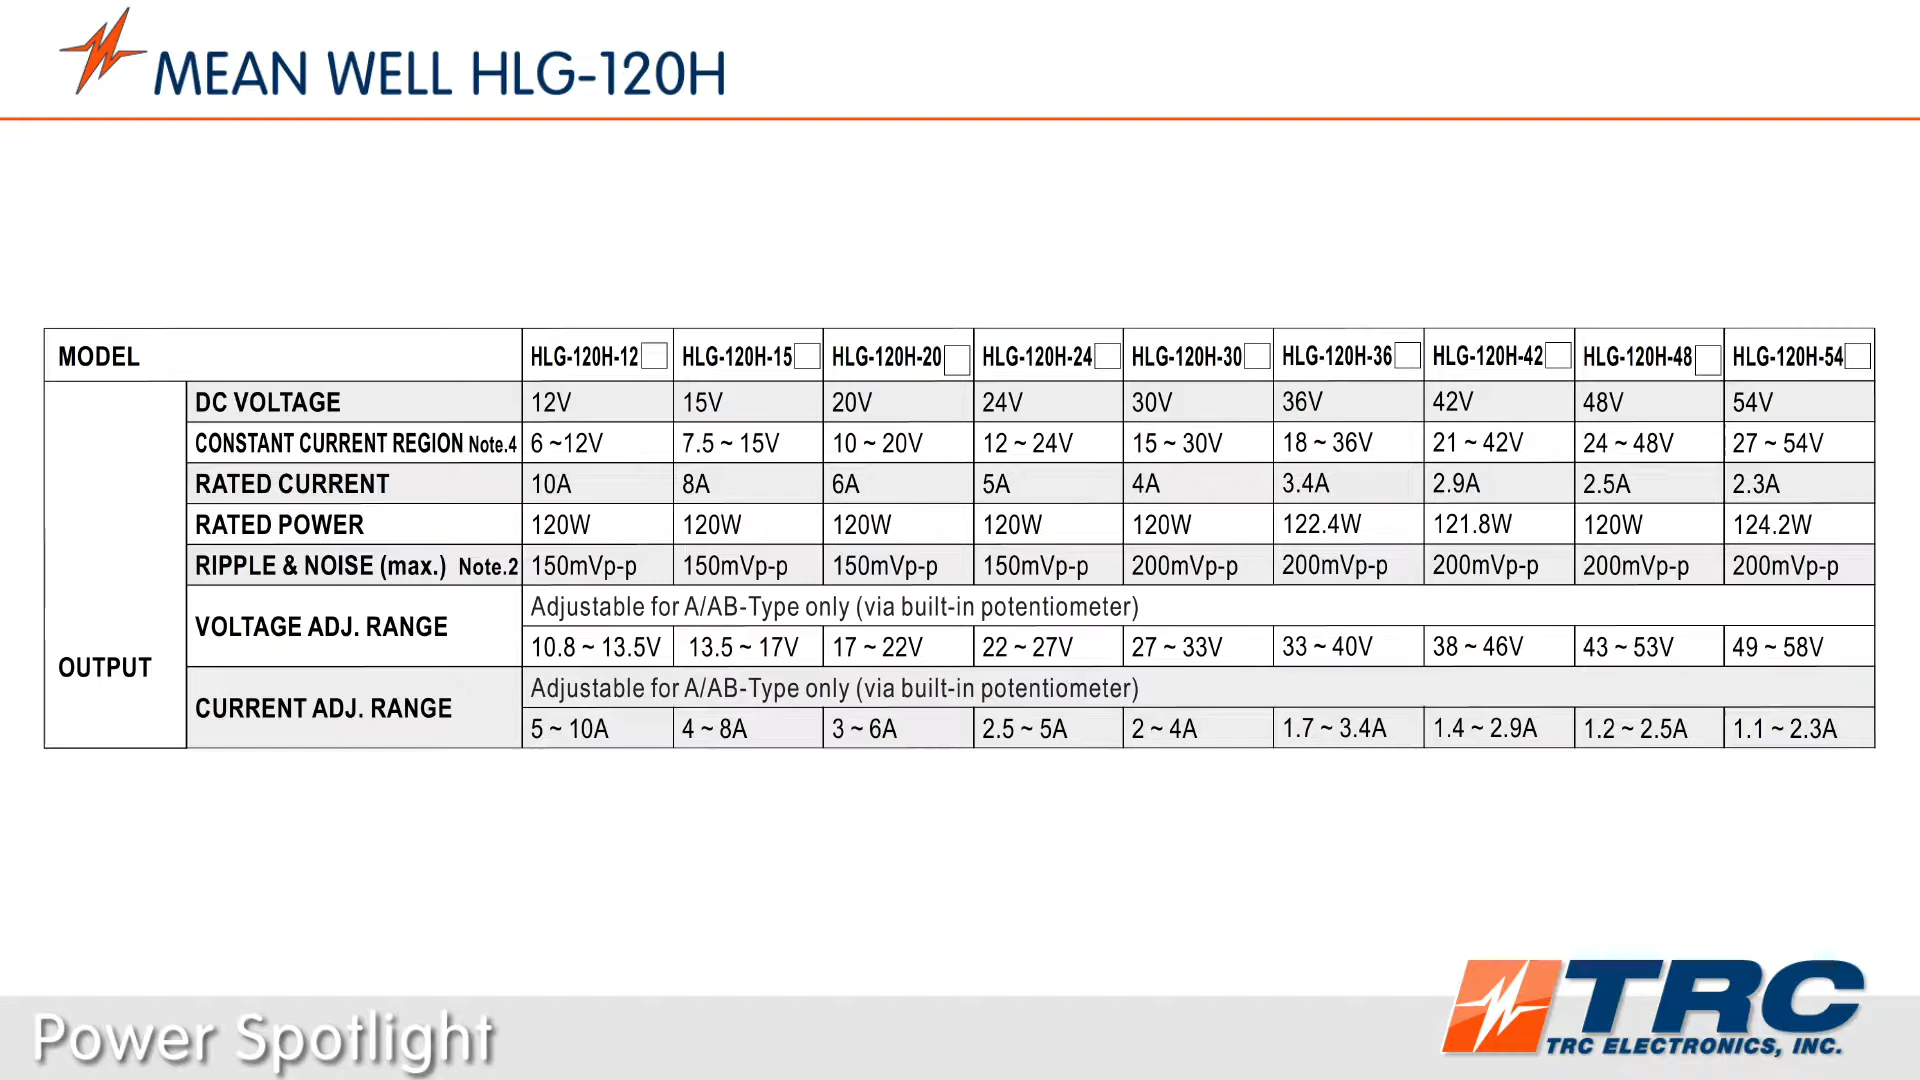 MEAN WELL HLG-120H
MODEL HLG-120H-12 HLG-120H-15 HLG-120H-20 HLG-120H-24 HLG-120H-30 HLG-120H-36 HLG-120H-42 HLG-120H-48 HLG-120H-54
DC VOLTAGE 12V 15V 20V 24V 30V 36V 42V 48V 54V
CONSTANT CURRENT REGION Note.4 6 ~12V 7.5 ~ 15V 10 ~ 20V 12 ~ 24V 15 ~ 30V 18 ~ 36V 21 ~ 42V 24 ~ 48V 27 ~ 54V
RATED CURRENT 10A 8A 6A 5A 4A 3.4A 2.9A 2.5A 2.3A
RATED POWER 120W 120W 120W 120W 120W 122.4W 121.8W 120W 124.2W
RIPPLE & NOISE (max.) Note.2 150mVp-p 150mVp-p 150mVp-p 150mVp-p 200mVp-p 200mVp-p 200mVp-p 200mVp-p 200mVp-p
Adjustable for A/AB-Type only (via built-in potentiometer)
VOLTAGE ADJ. RANGE
10.8 ~ 13.5V 13.5 ~ 17V 17 ~ 22V 22 ~ 27V 27 ~ 33V 33 ~ 40V 38 ~ 46V 43 ~ 53V 49 ~ 58V
OUTPUT
Adjustable for A/AB-Type only (via built-in potentiometer)
CURRENT ADJ. RANGE
5 ~ 10A 4 ~ 8A 3 ~ 6A 2.5 ~ 5A 2 ~ 4A 1.7 ~ 3.4A 1.4 ~ 2.9A 1.2 ~ 2.5A 1.1 ~ 2.3A
Power Spotlight
TRC
TRC ELECTRONICS, INC.